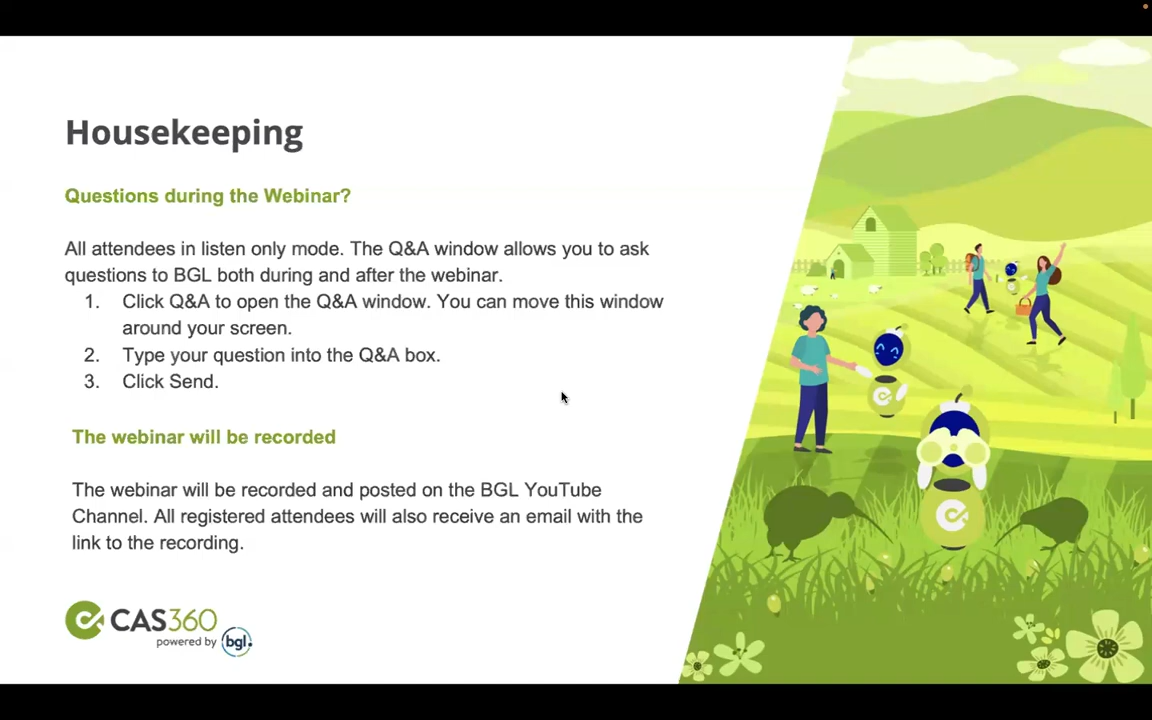 Housekeeping
Questions during the Webinar?
All attendees in listen only mode. The Q&A window allows you to ask
questions to BGL both during and after the webinar.
1. Click Q&A to open the Q&A window. You can move this window
around your screen.
2. Type your question into the Q&A box.
3. Click Send.
The webinar will be recorded
The webinar will be recorded and posted on the BGL YouTube
Channel. All registered attendees will also receive an email with the
link to the recording.
CAS360
powered by bgl.